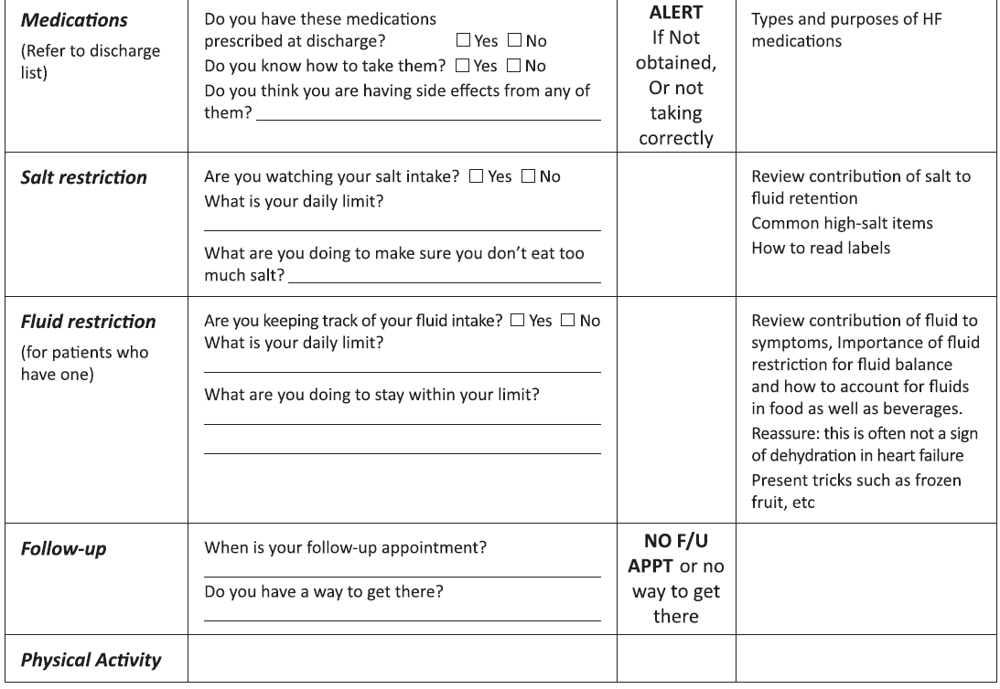 Medications
(Refer to discharge
list)
Do you have these medications
prescribed at discharge? ☐ Yes ☐ No
Do you know how to take them? ☐ Yes ☐ No
Do you think you are having side effects from any of
them?
ALERT
If Not
obtained,
Or not
taking
correctly
Types and purposes of HF
medications
Salt restriction
Are you watching your salt intake? ☐ Yes ☐ No
What is your daily limit?
What are you doing to make sure you don’t eat too
much salt?
Review contribution of salt to
fluid retention
Common high-salt items
How to read labels
Fluid restriction
(for patients who
have one)
Are you keeping track of your fluid intake? ☐ Yes ☐ No
What is your daily limit?
What are you doing to stay within your limit?
Review contribution of fluid to
symptoms, Importance of fluid
restriction for fluid balance
and how to account for fluids
in food as well as beverages.
Reassure: this is often not a sign
of dehydration in heart failure
Present tricks such as frozen
fruit, etc
Follow-up
When is your follow-up appointment?
Do you have a way to get there?
NO F/U
APPT or no
way to get
there
Physical Activity